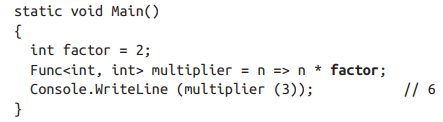 static void Main()
{
  int factor = 2;
  Func<int, int> multiplier = n => n * factor;
  Console.WriteLine (multiplier (3));           // 6
}